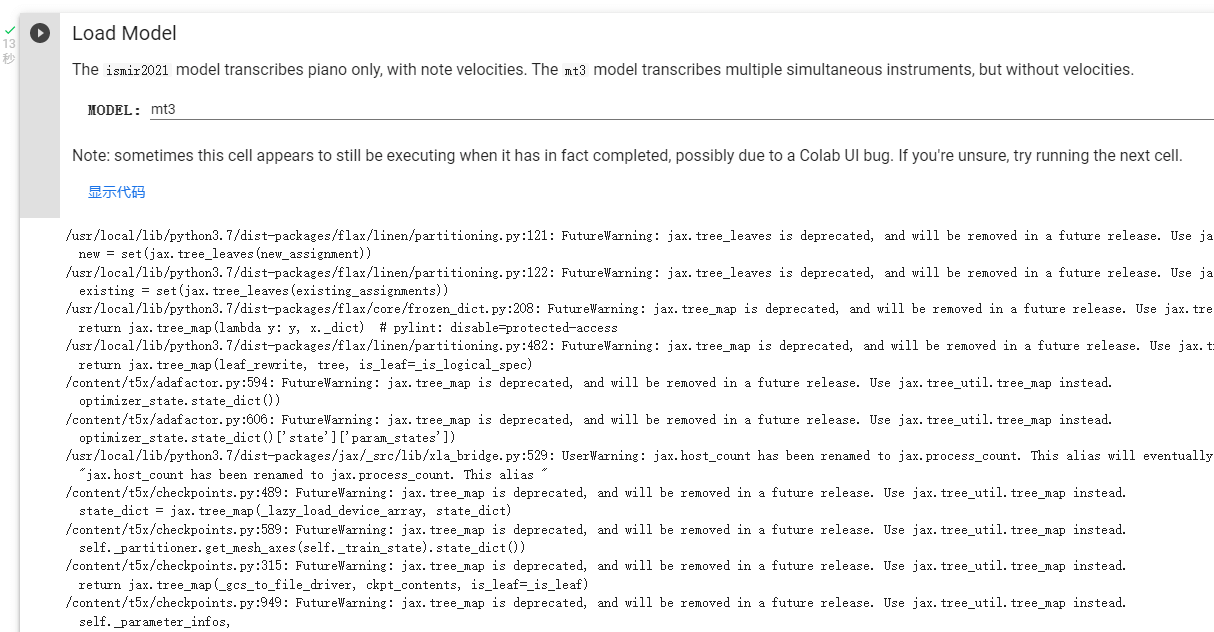 13
秒
Load Model
The ismir2021 model transcribes piano only, with note velocities. The mt3 model transcribes multiple simultaneous instruments, but without velocities.
MODEL: mt3
Note: sometimes this cell appears to still be executing when it has in fact completed, possibly due to a Colab UI bug. If you're unsure, try running the next cell.
显示代码
/usr/local/lib/python3.7/dist-packages/flax/linen/partitioning.py:121: FutureWarning: jax.tree_leaves is deprecated, and will be removed in a future release. Use ja
new = set(jax.tree_leaves(new_assignment))
/usr/local/lib/python3.7/dist-packages/flax/linen/partitioning.py:122: FutureWarning: jax.tree_leaves is deprecated, and will be removed in a future release. Use ja
existing = set(jax.tree_leaves(existing_assignments))
/usr/local/lib/python3.7/dist-packages/flax/core/frozen_dict.py:208: FutureWarning: jax.tree_map is deprecated, and will be removed in a future release. Use jax.tre
return jax.tree_map(lambda y: y, x._dict)  # pylint: disable=protected-access
/usr/local/lib/python3.7/dist-packages/flax/linen/partitioning.py:482: FutureWarning: jax.tree_map is deprecated, and will be removed in a future release. Use jax.t
return jax.tree_map(leaf_rewrite, tree, is_leaf=_is_logical_spec)
/content/t5x/adafactor.py:594: FutureWarning: jax.tree_map is deprecated, and will be removed in a future release. Use jax.tree_util.tree_map instead.
optimizer_state.state_dict())
/content/t5x/adafactor.py:606: FutureWarning: jax.tree_map is deprecated, and will be removed in a future release. Use jax.tree_util.tree_map instead.
optimizer_state.state_dict()['state']['param_states'])
/usr/local/lib/python3.7/dist-packages/jax/_src/lib/xla_bridge.py:529: UserWarning: jax.host_count has been renamed to jax.process_count. This alias will eventually
"jax.host_count has been renamed to jax.process_count. This alias "
/content/t5x/checkpoints.py:489: FutureWarning: jax.tree_map is deprecated, and will be removed in a future release. Use jax.tree_util.tree_map instead.
state_dict = jax.tree_map(_lazy_load_device_array, state_dict)
/content/t5x/checkpoints.py:589: FutureWarning: jax.tree_map is deprecated, and will be removed in a future release. Use jax.tree_util.tree_map instead.
self._partitioner.get_mesh_axes(self._train_state).state_dict())
/content/t5x/checkpoints.py:315: FutureWarning: jax.tree_map is deprecated, and will be removed in a future release. Use jax.tree_util.tree_map instead.
return jax.tree_map(_gcs_to_file_driver, ckpt_contents, is_leaf=_is_leaf)
/content/t5x/checkpoints.py:949: FutureWarning: jax.tree_map is deprecated, and will be removed in a future release. Use jax.tree_util.tree_map instead.
self._parameter_infos,